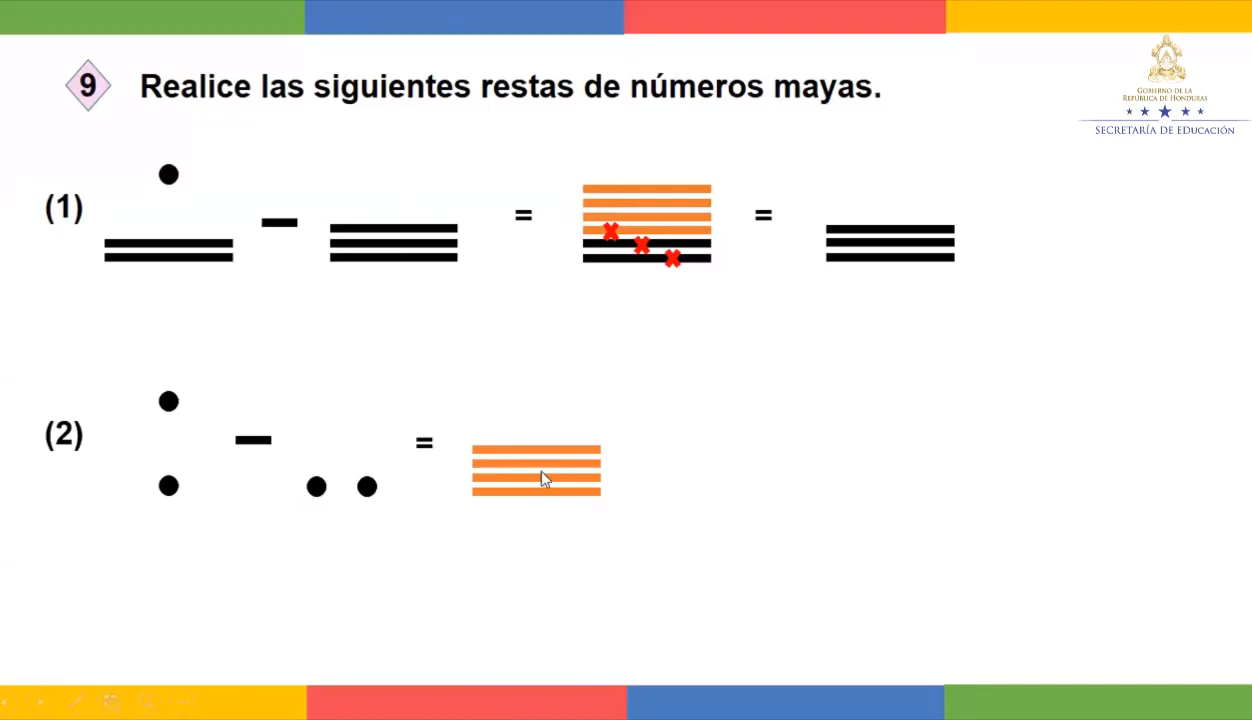 9 Realice las siguientes restas de números mayas.
GOBIERNO DE LA
REPÚBLICA DE HONDURAS
SECRETARÍA DE EDUCACIÓN
(1) = =
(2) =